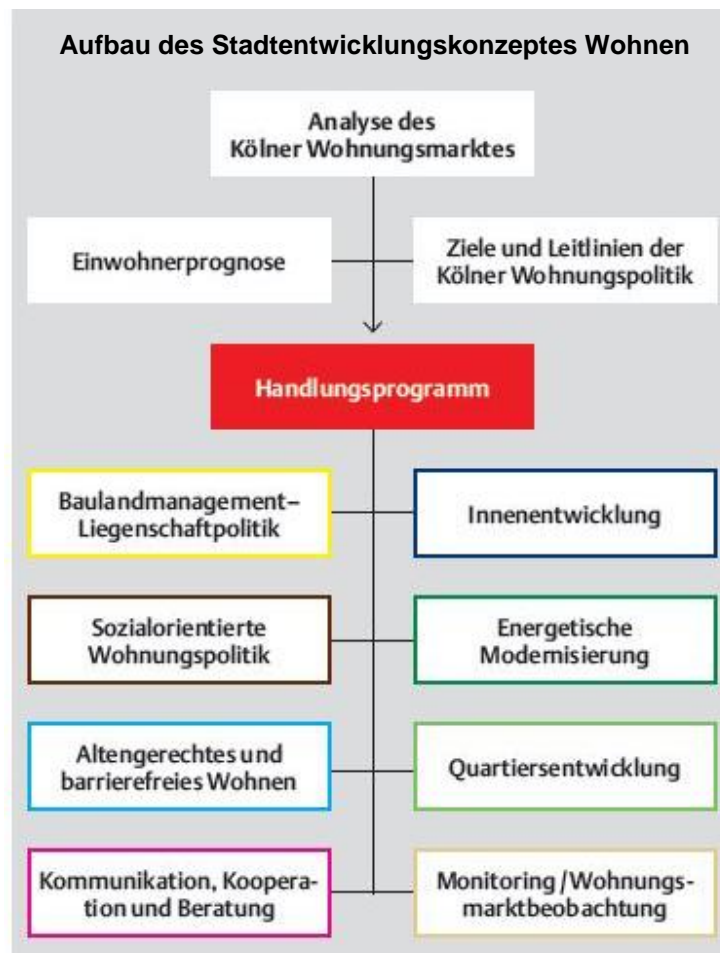 Aufbau des Stadtentwicklungskonzeptes Wohnen
Analyse des
Kölner Wohnungsmarktes
Einwohnerprognose
Ziele und Leitlinien der
Kölner Wohnungspolitik
Handlungsprogramm
Baulandmanagement–
Liegenschaftpolitik
Innenentwicklung
Sozialorientierte
Wohnungspolitik
Energetische
Modernisierung
Altengerechtes und
barrierefreies Wohnen
Quartiersentwicklung
Kommunikation, Koopera-
tion und Beratung
Monitoring/Wohnungs-
marktbeobachtung